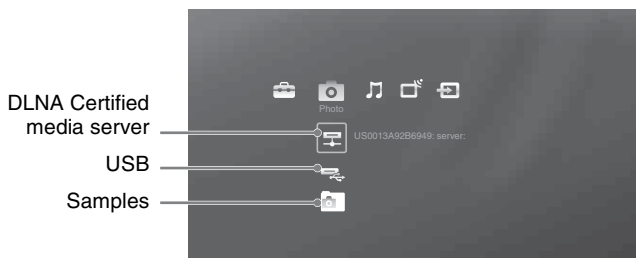 DLNA Certified
media server
USB
Samples
Photo
US0013A92B6949: server: